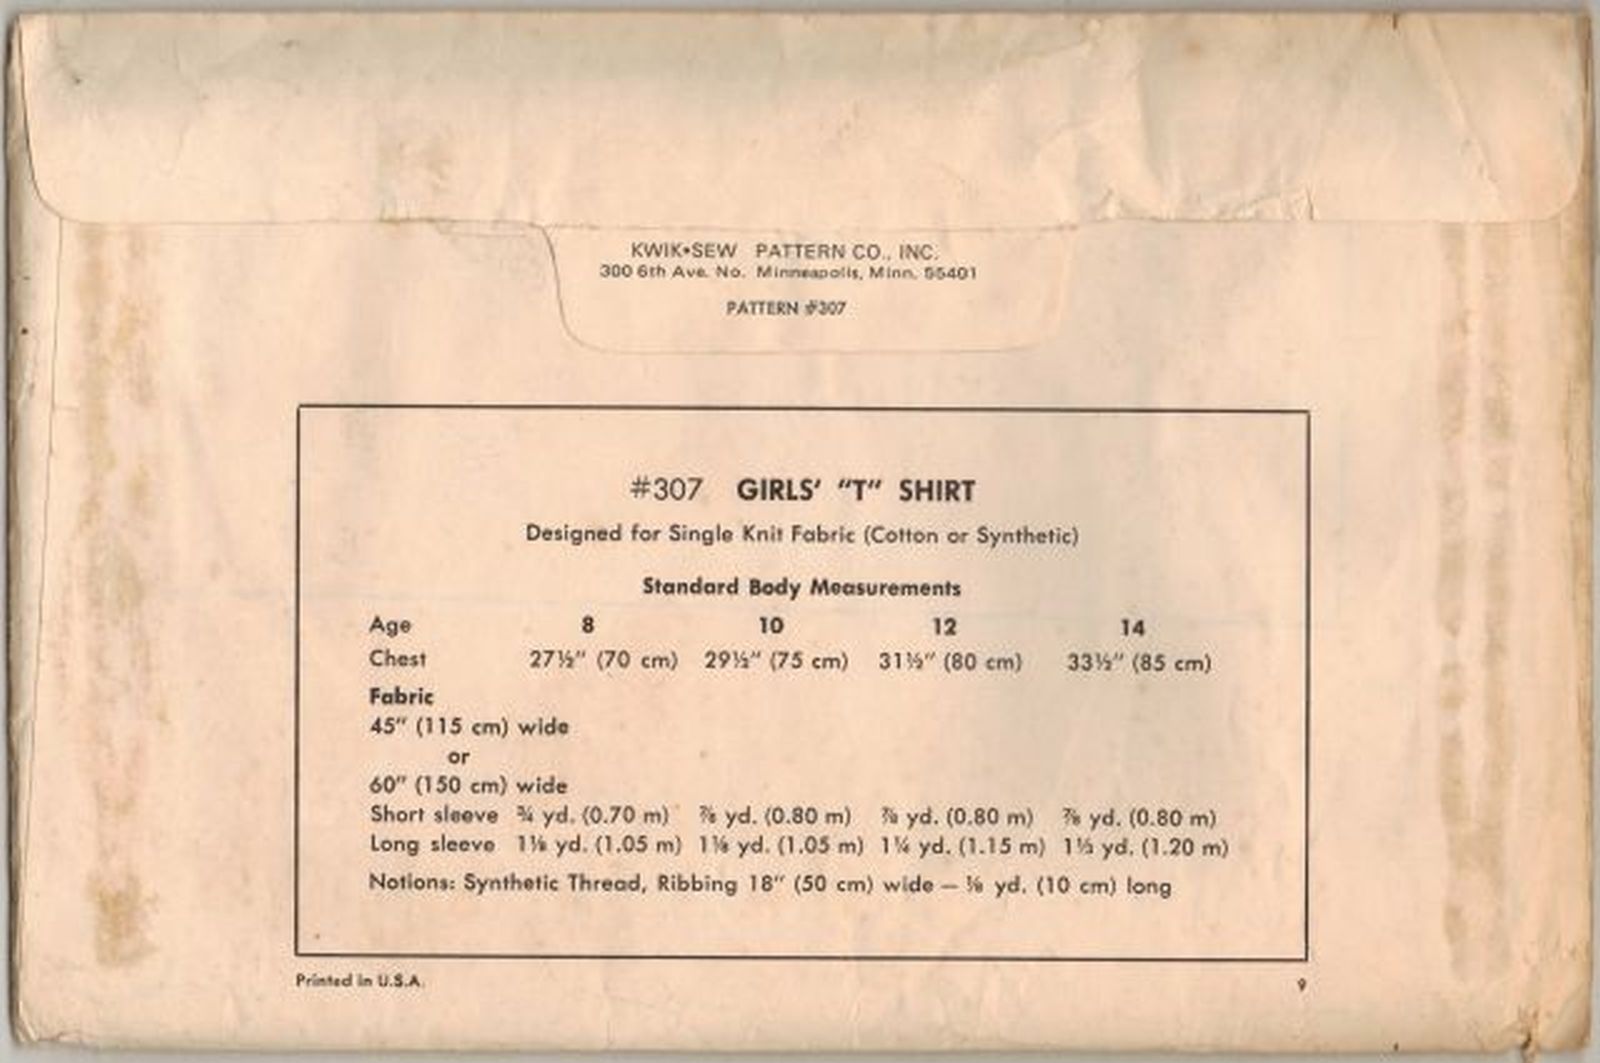 KWIK•SEW PATTERN CO., INC.
300 6th Ave. No. Minneapolis, Minn. 55401
PATTERN #307
#307 GIRLS' "T" SHIRT
Designed for Single Knit Fabric (Cotton or Synthetic)
Standard Body Measurements
Age 8 10 12 14
Chest 27½" (70 cm) 29½" (75 cm) 31½" (80 cm) 33½" (85 cm)
Fabric
45" (115 cm) wide
or
60" (150 cm) wide
Short sleeve ¾ yd. (0.70 m) ⅞ yd. (0.80 m) ⅞ yd. (0.80 m) ⅞ yd. (0.80 m)
Long sleeve 1⅛ yd. (1.05 m) 1⅛ yd. (1.05 m) 1¼ yd. (1.15 m) 1⅓ yd. (1.20 m)
Notions: Synthetic Thread, Ribbing 18" (50 cm) wide — ⅛ yd. (10 cm) long
Printed in U.S.A. 9